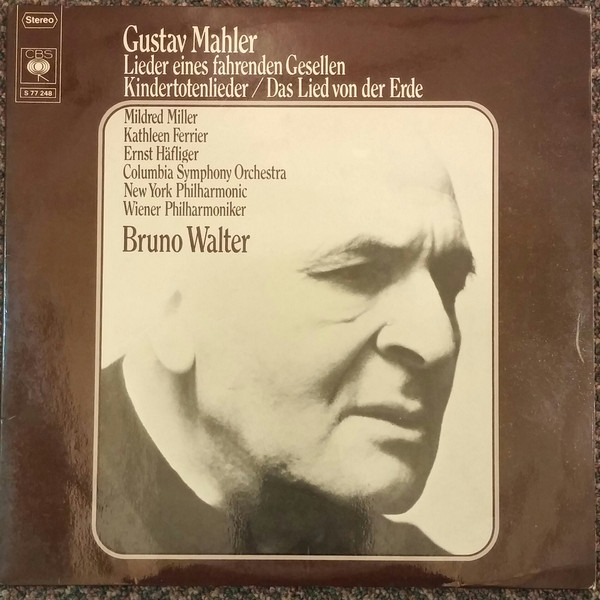 Stereo
CBS
S 77 248
Gustav Mahler
Lieder eines fahrenden Gesellen
Kindertotenlieder / Das Lied von der Erde
Mildred Miller
Kathleen Ferrier
Ernst Häfliger
Columbia Symphony Orchestra
New York Philharmonic
Wiener Philharmoniker
Bruno Walter